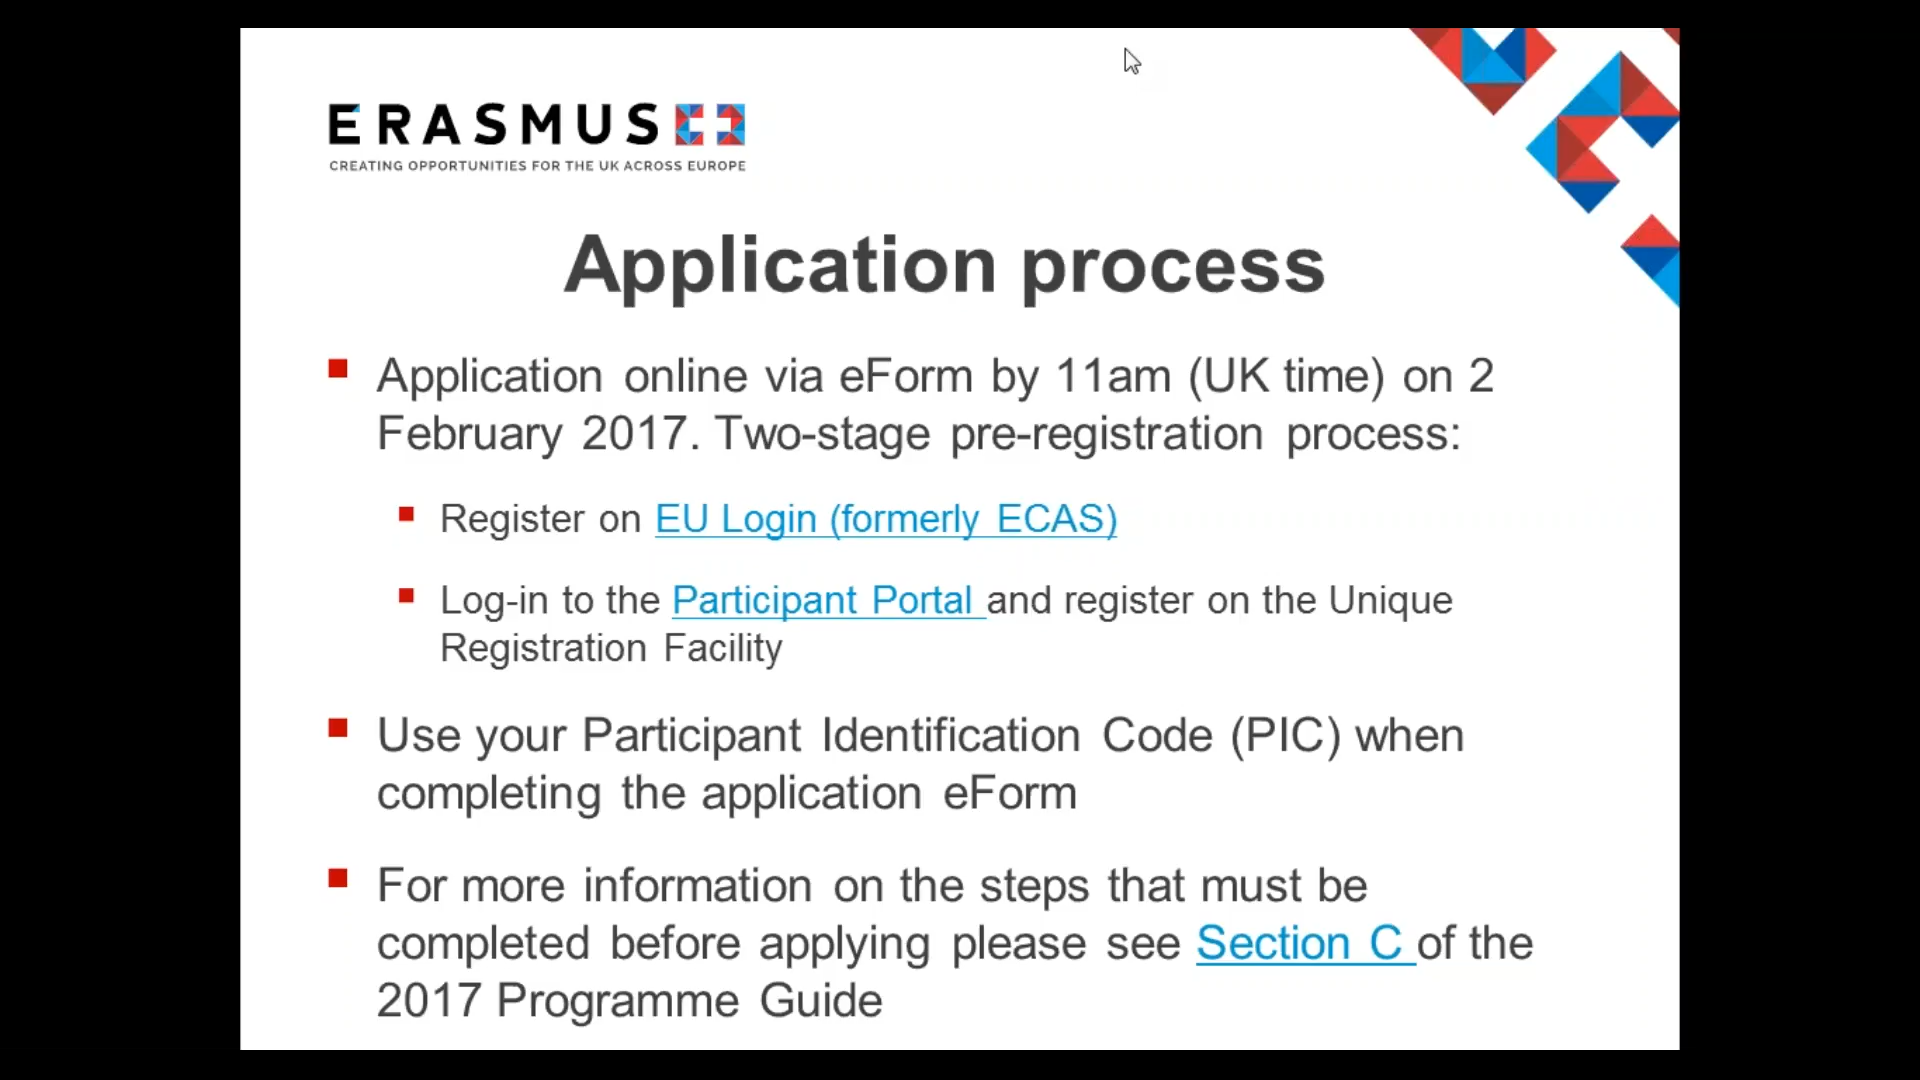 ERASMUS+
CREATING OPPORTUNITIES FOR THE UK ACROSS EUROPE
Application process
Application online via eForm by 11am (UK time) on 2
February 2017. Two-stage pre-registration process:
Register on EU Login (formerly ECAS)
Log-in to the Participant Portal and register on the Unique
Registration Facility
Use your Participant Identification Code (PIC) when
completing the application eForm
For more information on the steps that must be
completed before applying please see Section C of the
2017 Programme Guide